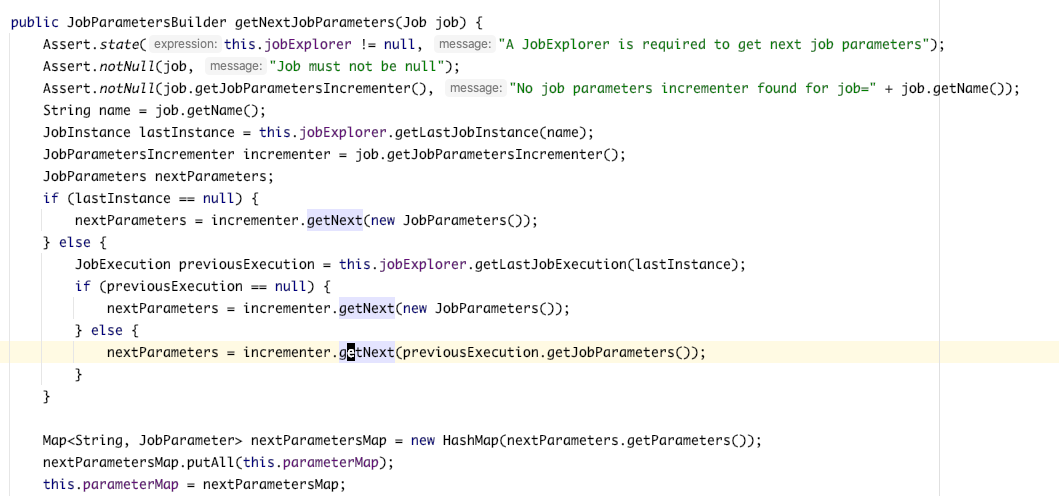 public JobParametersBuilder getNextJobParameters(Job job) {
    Assert.state( expression: this.jobExplorer != null,  message: "A JobExplorer is required to get next job parameters");
    Assert.notNull(job,  message: "Job must not be null");
    Assert.notNull(job.getJobParametersIncrementer(),  message: "No job parameters incrementer found for job=" + job.getName());
    String name = job.getName();
    JobInstance lastInstance = this.jobExplorer.getLastJobInstance(name);
    JobParametersIncrementer incrementer = job.getJobParametersIncrementer();
    JobParameters nextParameters;
    if (lastInstance == null) {
        nextParameters = incrementer.getNext(new JobParameters());
    } else {
        JobExecution previousExecution = this.jobExplorer.getLastJobExecution(lastInstance);
        if (previousExecution == null) {
            nextParameters = incrementer.getNext(new JobParameters());
        } else {
            nextParameters = incrementer.getNext(previousExecution.getJobParameters());
        }
    }

    Map<String, JobParameter> nextParametersMap = new HashMap(nextParameters.getParameters());
    nextParametersMap.putAll(this.parameterMap);
    this.parameterMap = nextParametersMap;